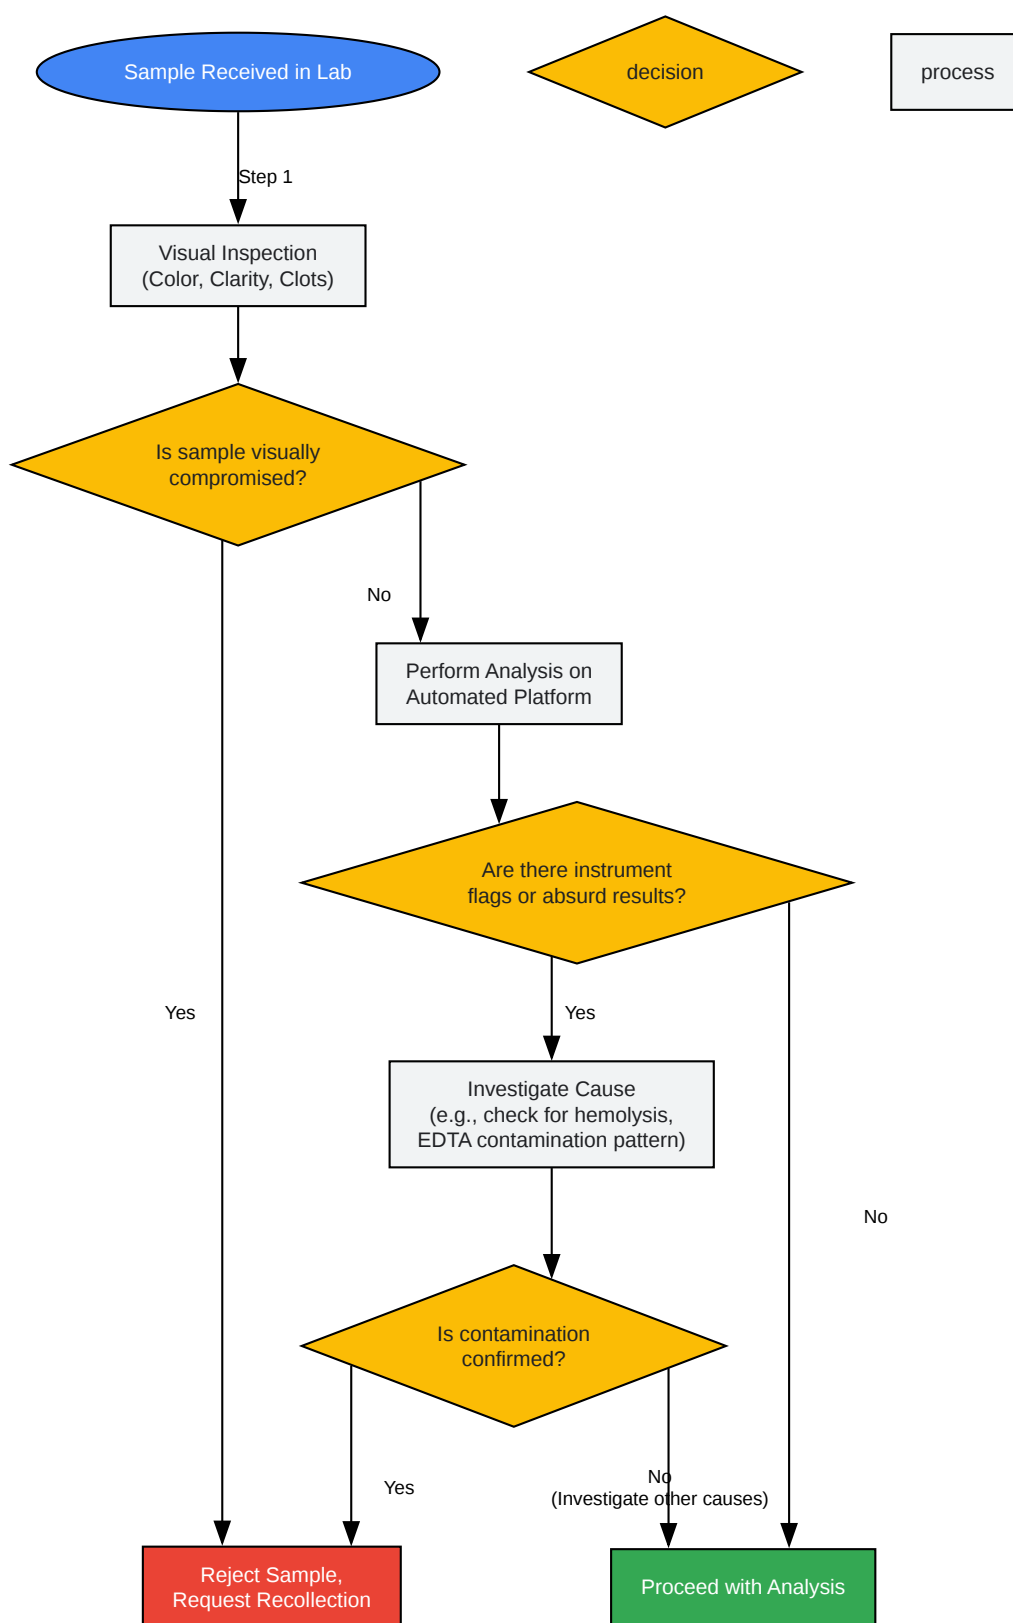 Sample Received in Lab
decision
process
Step 1
Visual Inspection
(Color, Clarity, Clots)
Is sample visually
compromised?
No
Perform Analysis on
Automated Platform
Are there instrument
flags or absurd results?
Yes
Yes
Investigate Cause
(e.g., check for hemolysis,
EDTA contamination pattern)
No
Is contamination
confirmed?
Yes
No
(Investigate other causes)
Reject Sample,
Request Recollection
Proceed with Analysis